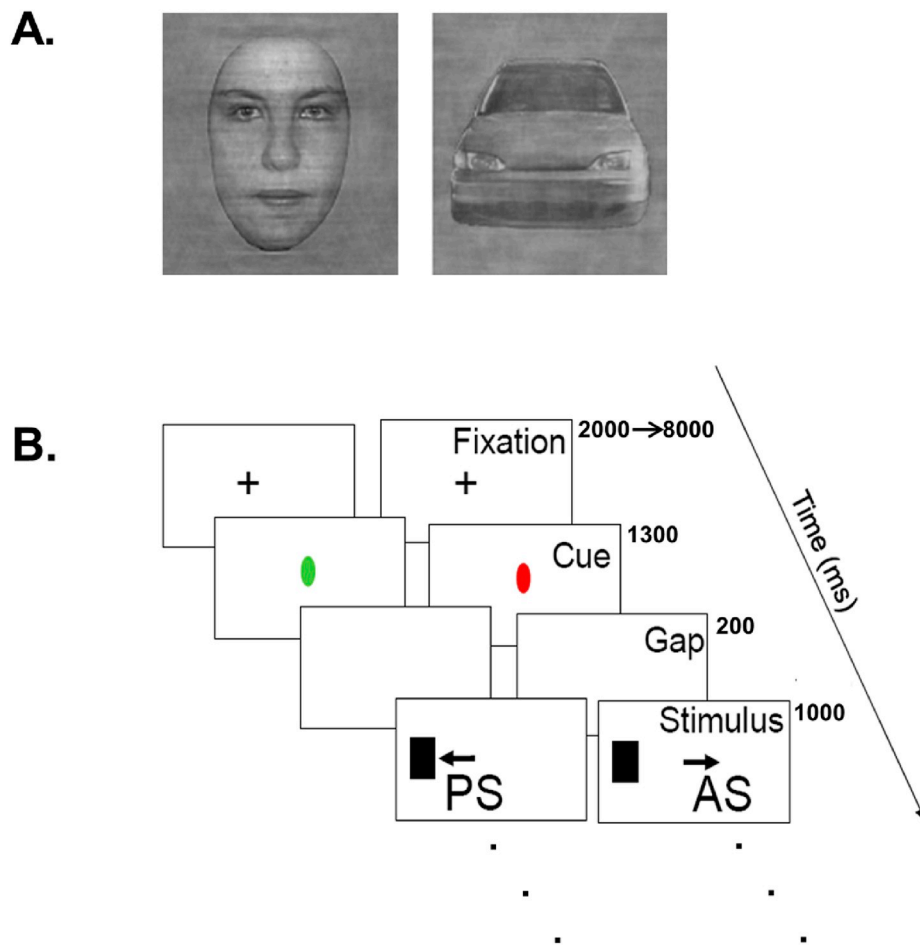 A.
B.
Fixation 2000→8000
+ +
Cue 1300
Gap 200
Stimulus 1000
PS AS
Time (ms)